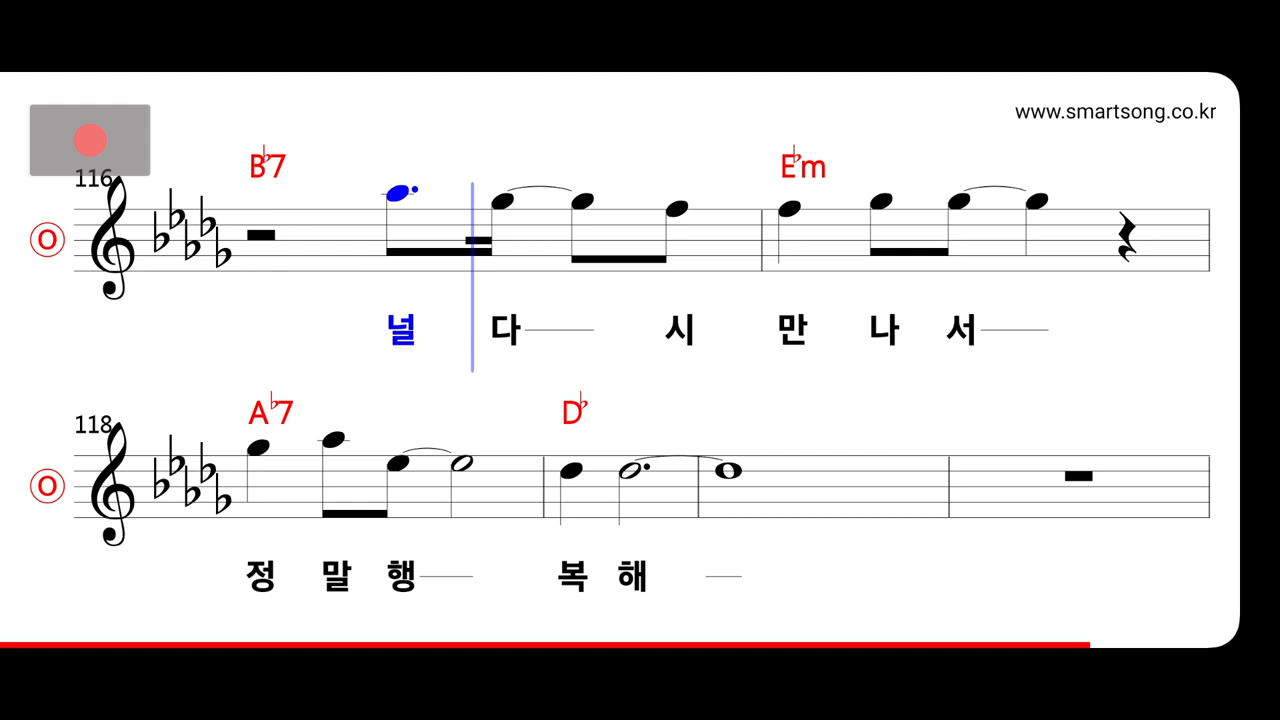 www.smartsong.co.kr
B♭7 E♭m
116
O
널 다 시 만 나 서
A♭7 D♭
118
O
정 말 행 복 해